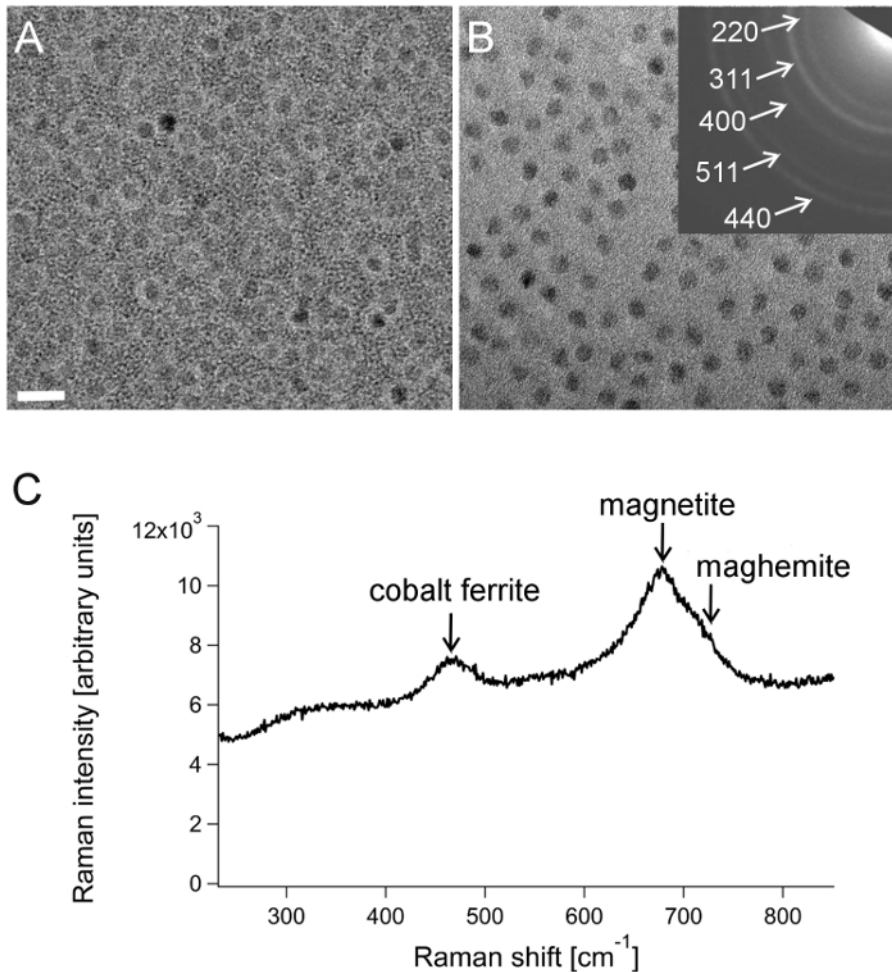 A
B
220
311
400
511
440
C
magnetite
maghemite
cobalt ferrite
Raman intensity [arbitrary units]
12x10³
10
8
6
4
2
0
300
400
500
600
700
800
Raman shift [cm⁻¹]